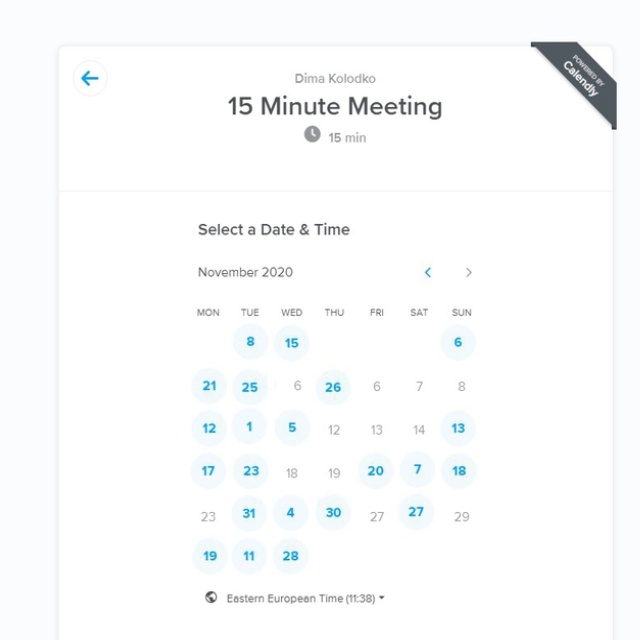 POWERED BY
Calendly
Dima Kolodko
15 Minute Meeting
15 min
Select a Date & Time
November 2020
MON TUE WED THU FRI SAT SUN
8 15 6
21 25 6 26 6 7 8
12 1 5 12 13 14 13
17 23 18 19 20 7 18
23 31 4 30 27 27 29
19 11 28
Eastern European Time (11:38)